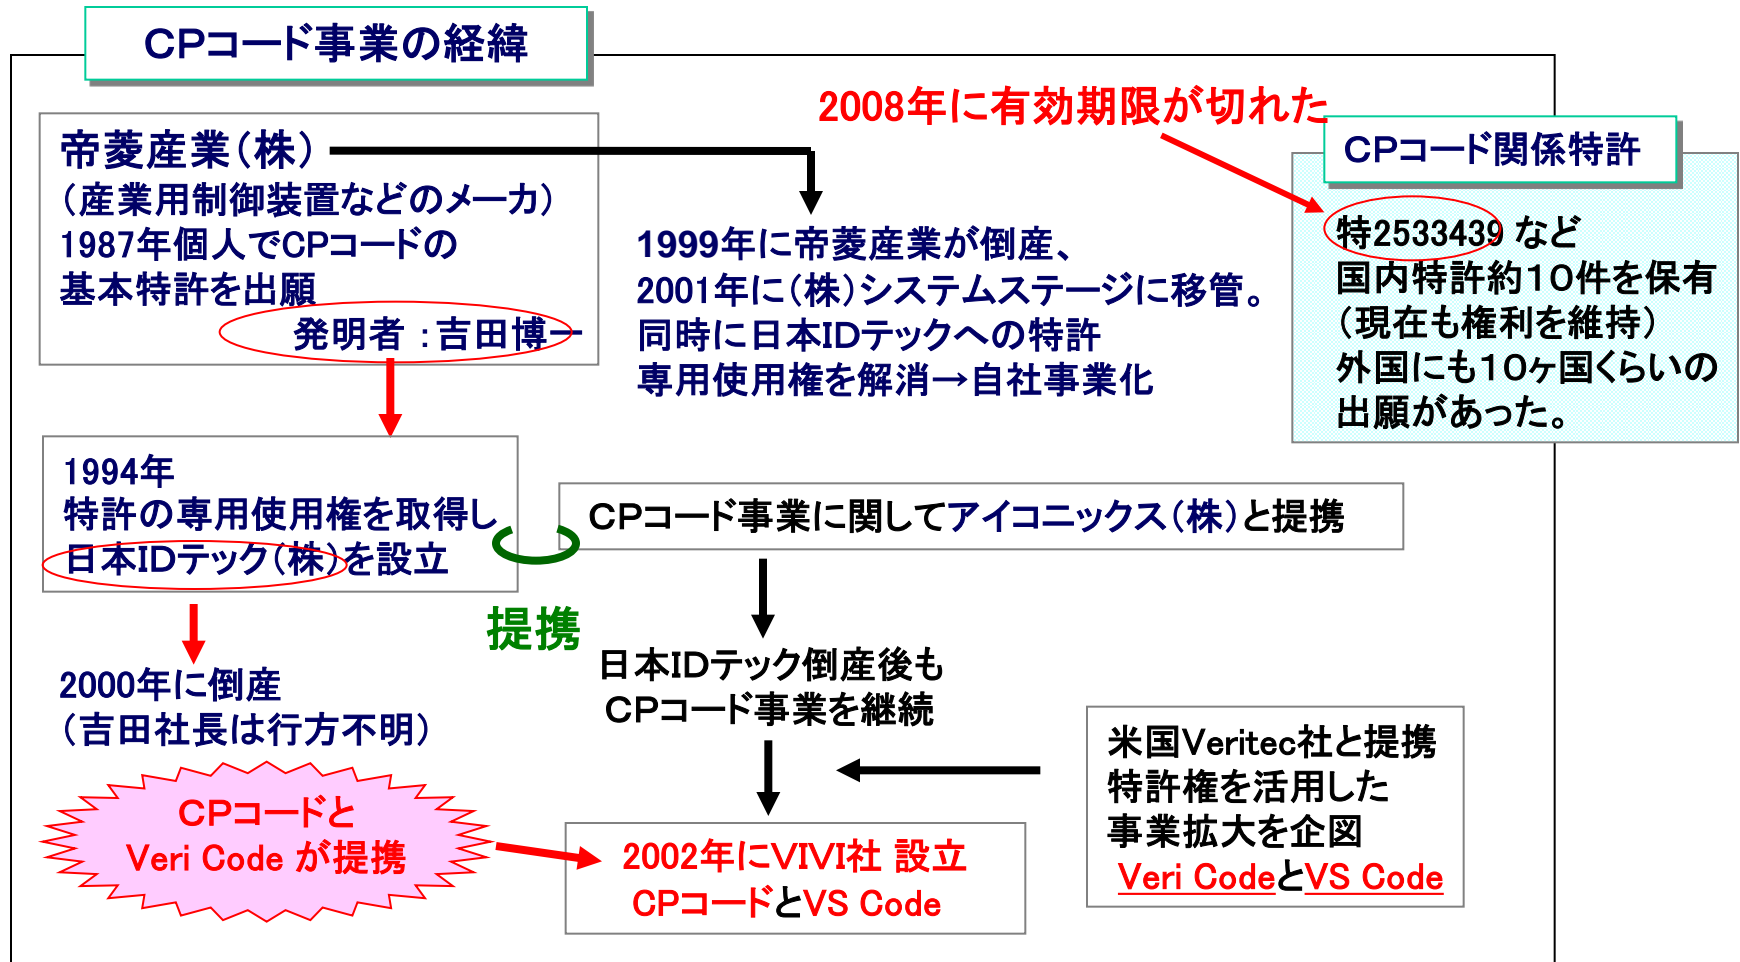 CPコード事業の経緯
2008年に有効期限が切れた
帝菱産業(株)
(産業用制御装置などのメーカ)
1987年個人でCPコードの
基本特許を出願
発明者:吉田博一
1999年に帝菱産業が倒産、
2001年に(株)システムステージに移管。
同時に日本IDテックへの特許
専用使用権を解消→自社事業化
CPコード関係特許
特2533439 など
国内特許約10件を保有
(現在も権利を維持)
外国にも10ヶ国くらいの
出願があった。
1994年
特許の専用使用権を取得し
日本IDテック(株)を設立
CPコード事業に関してアイコニックス(株)と提携
提携
2000年に倒産
(吉田社長は行方不明)
日本IDテック倒産後も
CPコード事業を継続
米国Veritec社と提携
特許権を活用した
事業拡大を企図
Veri CodeとVS Code
CPコードと
Veri Code が提携
2002年にVIVI社 設立
CPコードとVS Code